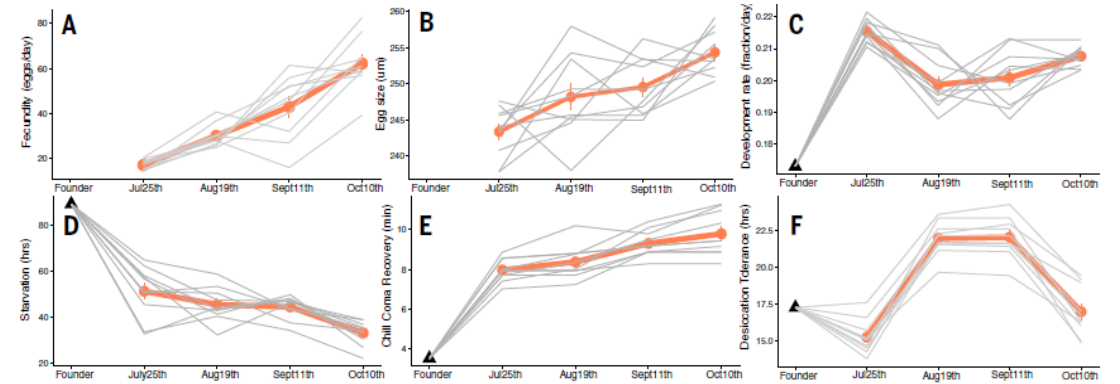 A
Fecundity (eggs/day)
80
60
40
20
Founder Jul25th Aug19th Sept11th Oct10th
B
Egg size (um)
260
255
250
245
240
Founder Jul25th Aug19th Sept11th Oct10th
C
Development rate (fraction/day)
0.22
0.21
0.20
0.19
0.18
Founder Jul25th Aug19th Sept11th Oct10th
D
Starvation (hrs)
80
60
40
20
Founder July25th Aug19th Sept11th Oct10th
E
Chill Coma Recovery (min)
10
8
6
4
Founder Jul25th Aug19th Sept11th Oct10th
F
Desiccation Tolerance (hrs)
22.5
20.0
17.5
15.0
Founder Jul25th Aug19th Sept11th Oct10th